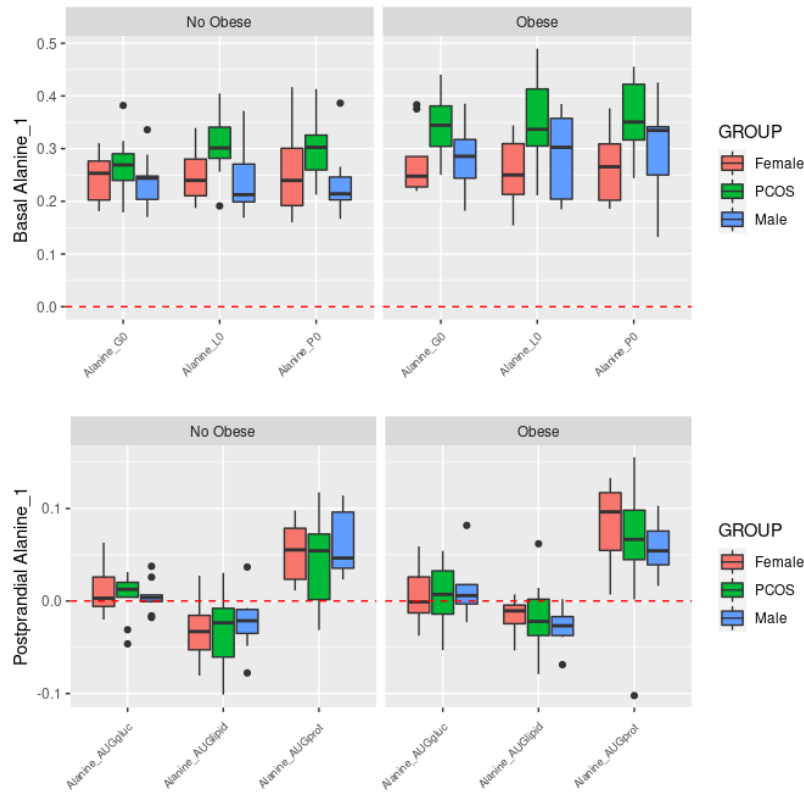 No Obese
Obese
Basal Alanine_1
0.5
0.4
0.3
0.2
0.1
0.0
Alanine_G0
Alanine_L0
Alanine_P0
Alanine_G0
Alanine_L0
Alanine_P0
GROUP
Female
PCOS
Male
No Obese
Obese
Postprandial Alanine_1
0.1
0.0
-0.1
Alanine_AUGgluc
Alanine_AUGlipid
Alanine_AUGprot
Alanine_AUGgluc
Alanine_AUGlipid
Alanine_AUGprot
GROUP
Female
PCOS
Male